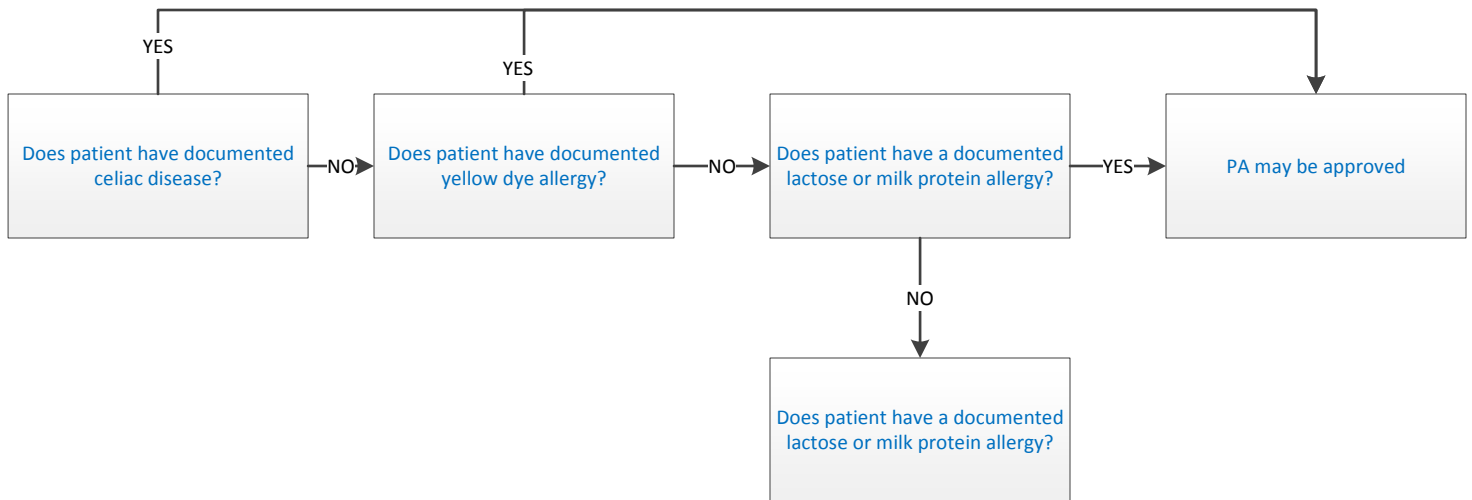 YES
YES
Does patient have documented
celiac disease?
NO
Does patient have documented
yellow dye allergy?
NO
Does patient have a documented
lactose or milk protein allergy?
YES
PA may be approved
NO
Does patient have a documented
lactose or milk protein allergy?